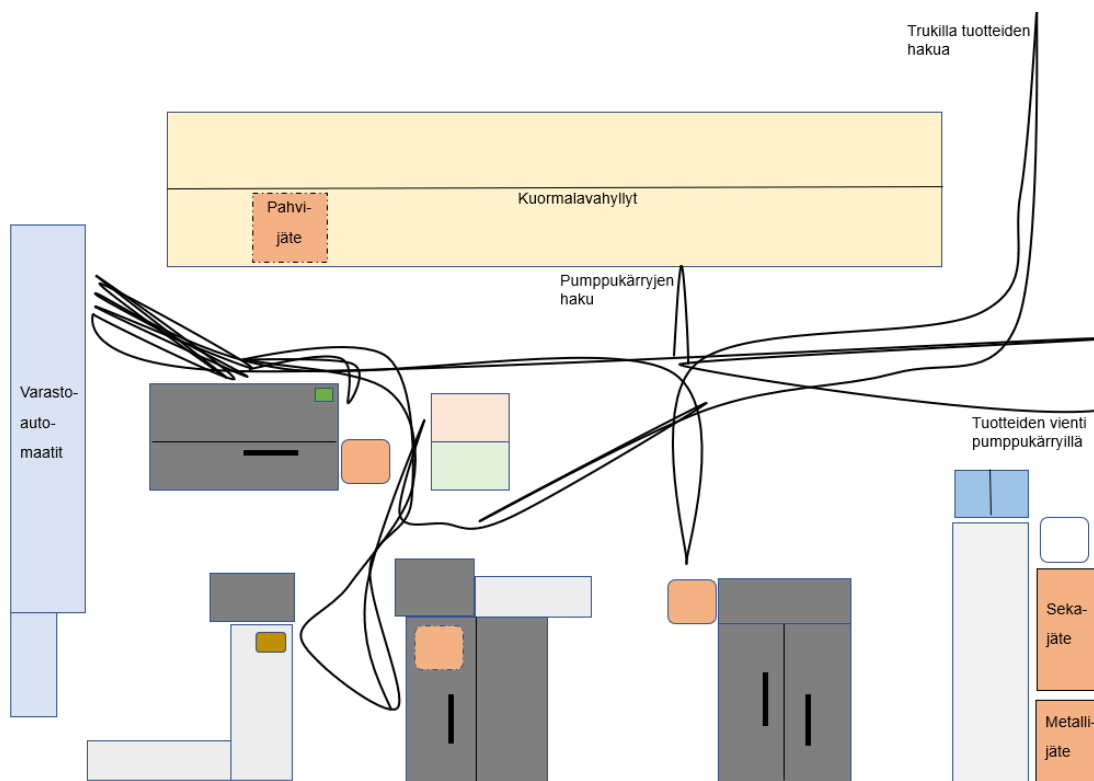 Trukilla tuotteiden
hakua
Kuormalavahyllyt
Pahvi-
jäte
Pumppukärryjen
haku
Varasto-
auto-
maatit
Tuotteiden vienti
pumppukärryillä
Seka-
jäte
Metalli-
jäte